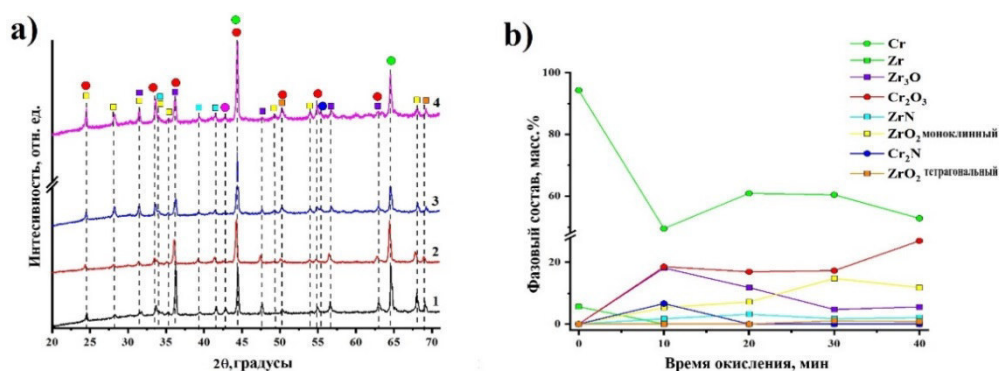 a)
Интесивность, отн. ед.
4
3
2
1
20 25 30 35 40 45 50 55 60 65 70
2θ, градусы
b)
Cr
Zr
Zr₃O
Cr₂O₃
ZrN
ZrO₂ моноклинный
Cr₂N
ZrO₂ тетрагональный
Фазовый состав, масс.%
100
80
60
20
0
0 10 20 30 40
Время окисления, мин